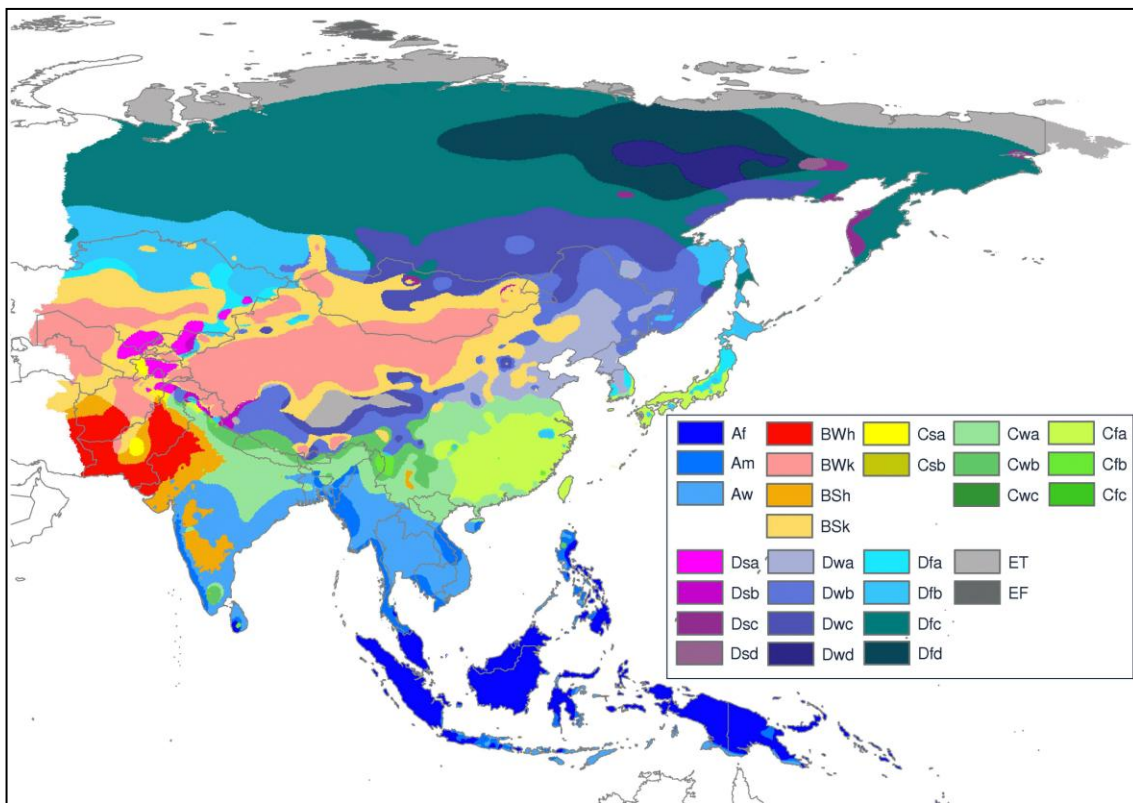 Af BWh Csa Cwa Cfa
Am BWk Csb Cwb Cfb
Aw BSh Cwc Cfc
BSk
Dsa Dwa Dfa ET
Dsb Dwb Dfb EF
Dsc Dwc Dfc
Dsd Dwd Dfd